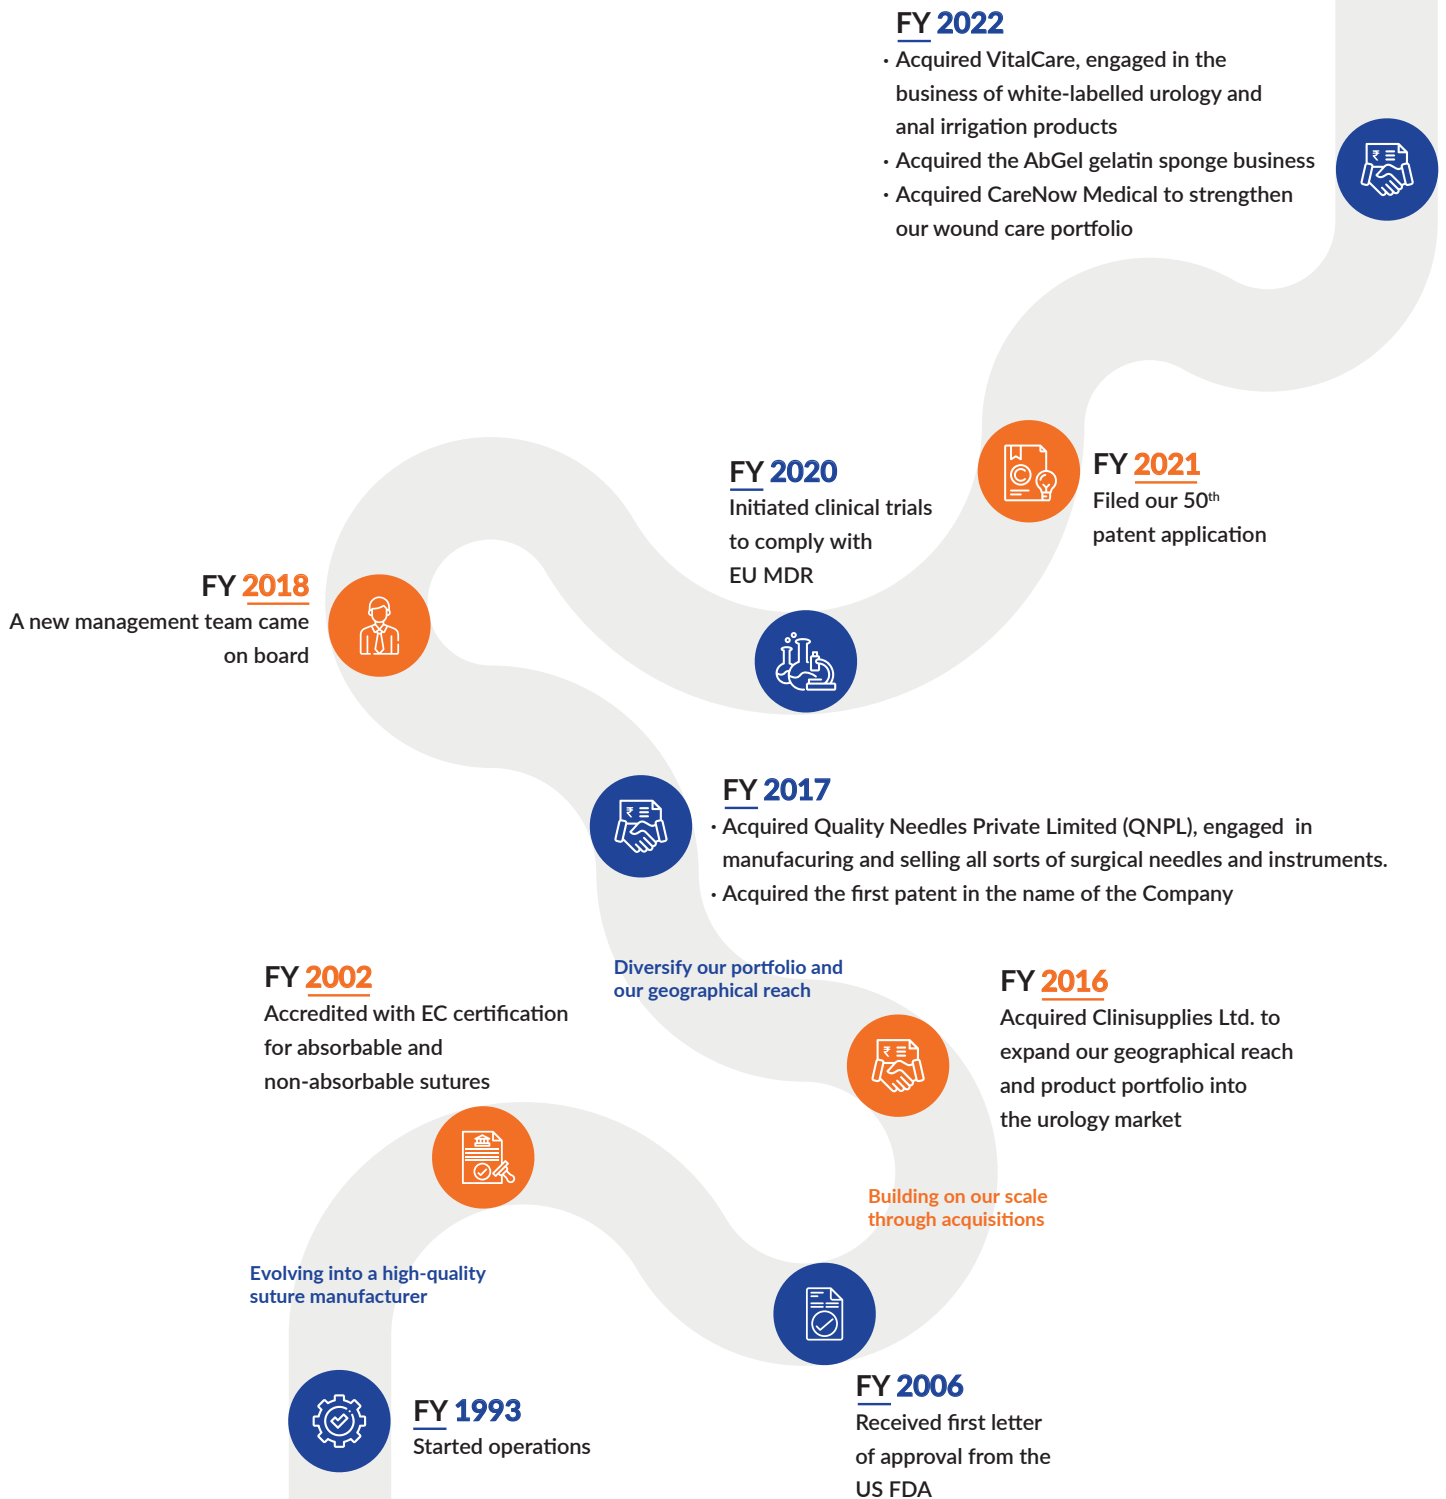 FY 2022
· Acquired VitalCare, engaged in the
business of white-labelled urology and
anal irrigation products
· Acquired the AbGel gelatin sponge business
· Acquired CareNow Medical to strengthen
our wound care portfolio
FY 2021
Filed our 50th
patent application
FY 2020
Initiated clinical trials
to comply with
EU MDR
FY 2018
A new management team came
on board
FY 2017
· Acquired Quality Needles Private Limited (QNPL), engaged in
manufacuring and selling all sorts of surgical needles and instruments.
· Acquired the first patent in the name of the Company
Diversify our portfolio and
our geographical reach
FY 2016
Acquired Clinisupplies Ltd. to
expand our geographical reach
and product portfolio into
the urology market
FY 2002
Accredited with EC certification
for absorbable and
non-absorbable sutures
Building on our scale
through acquisitions
Evolving into a high-quality
suture manufacturer
FY 2006
Received first letter
of approval from the
US FDA
FY 1993
Started operations